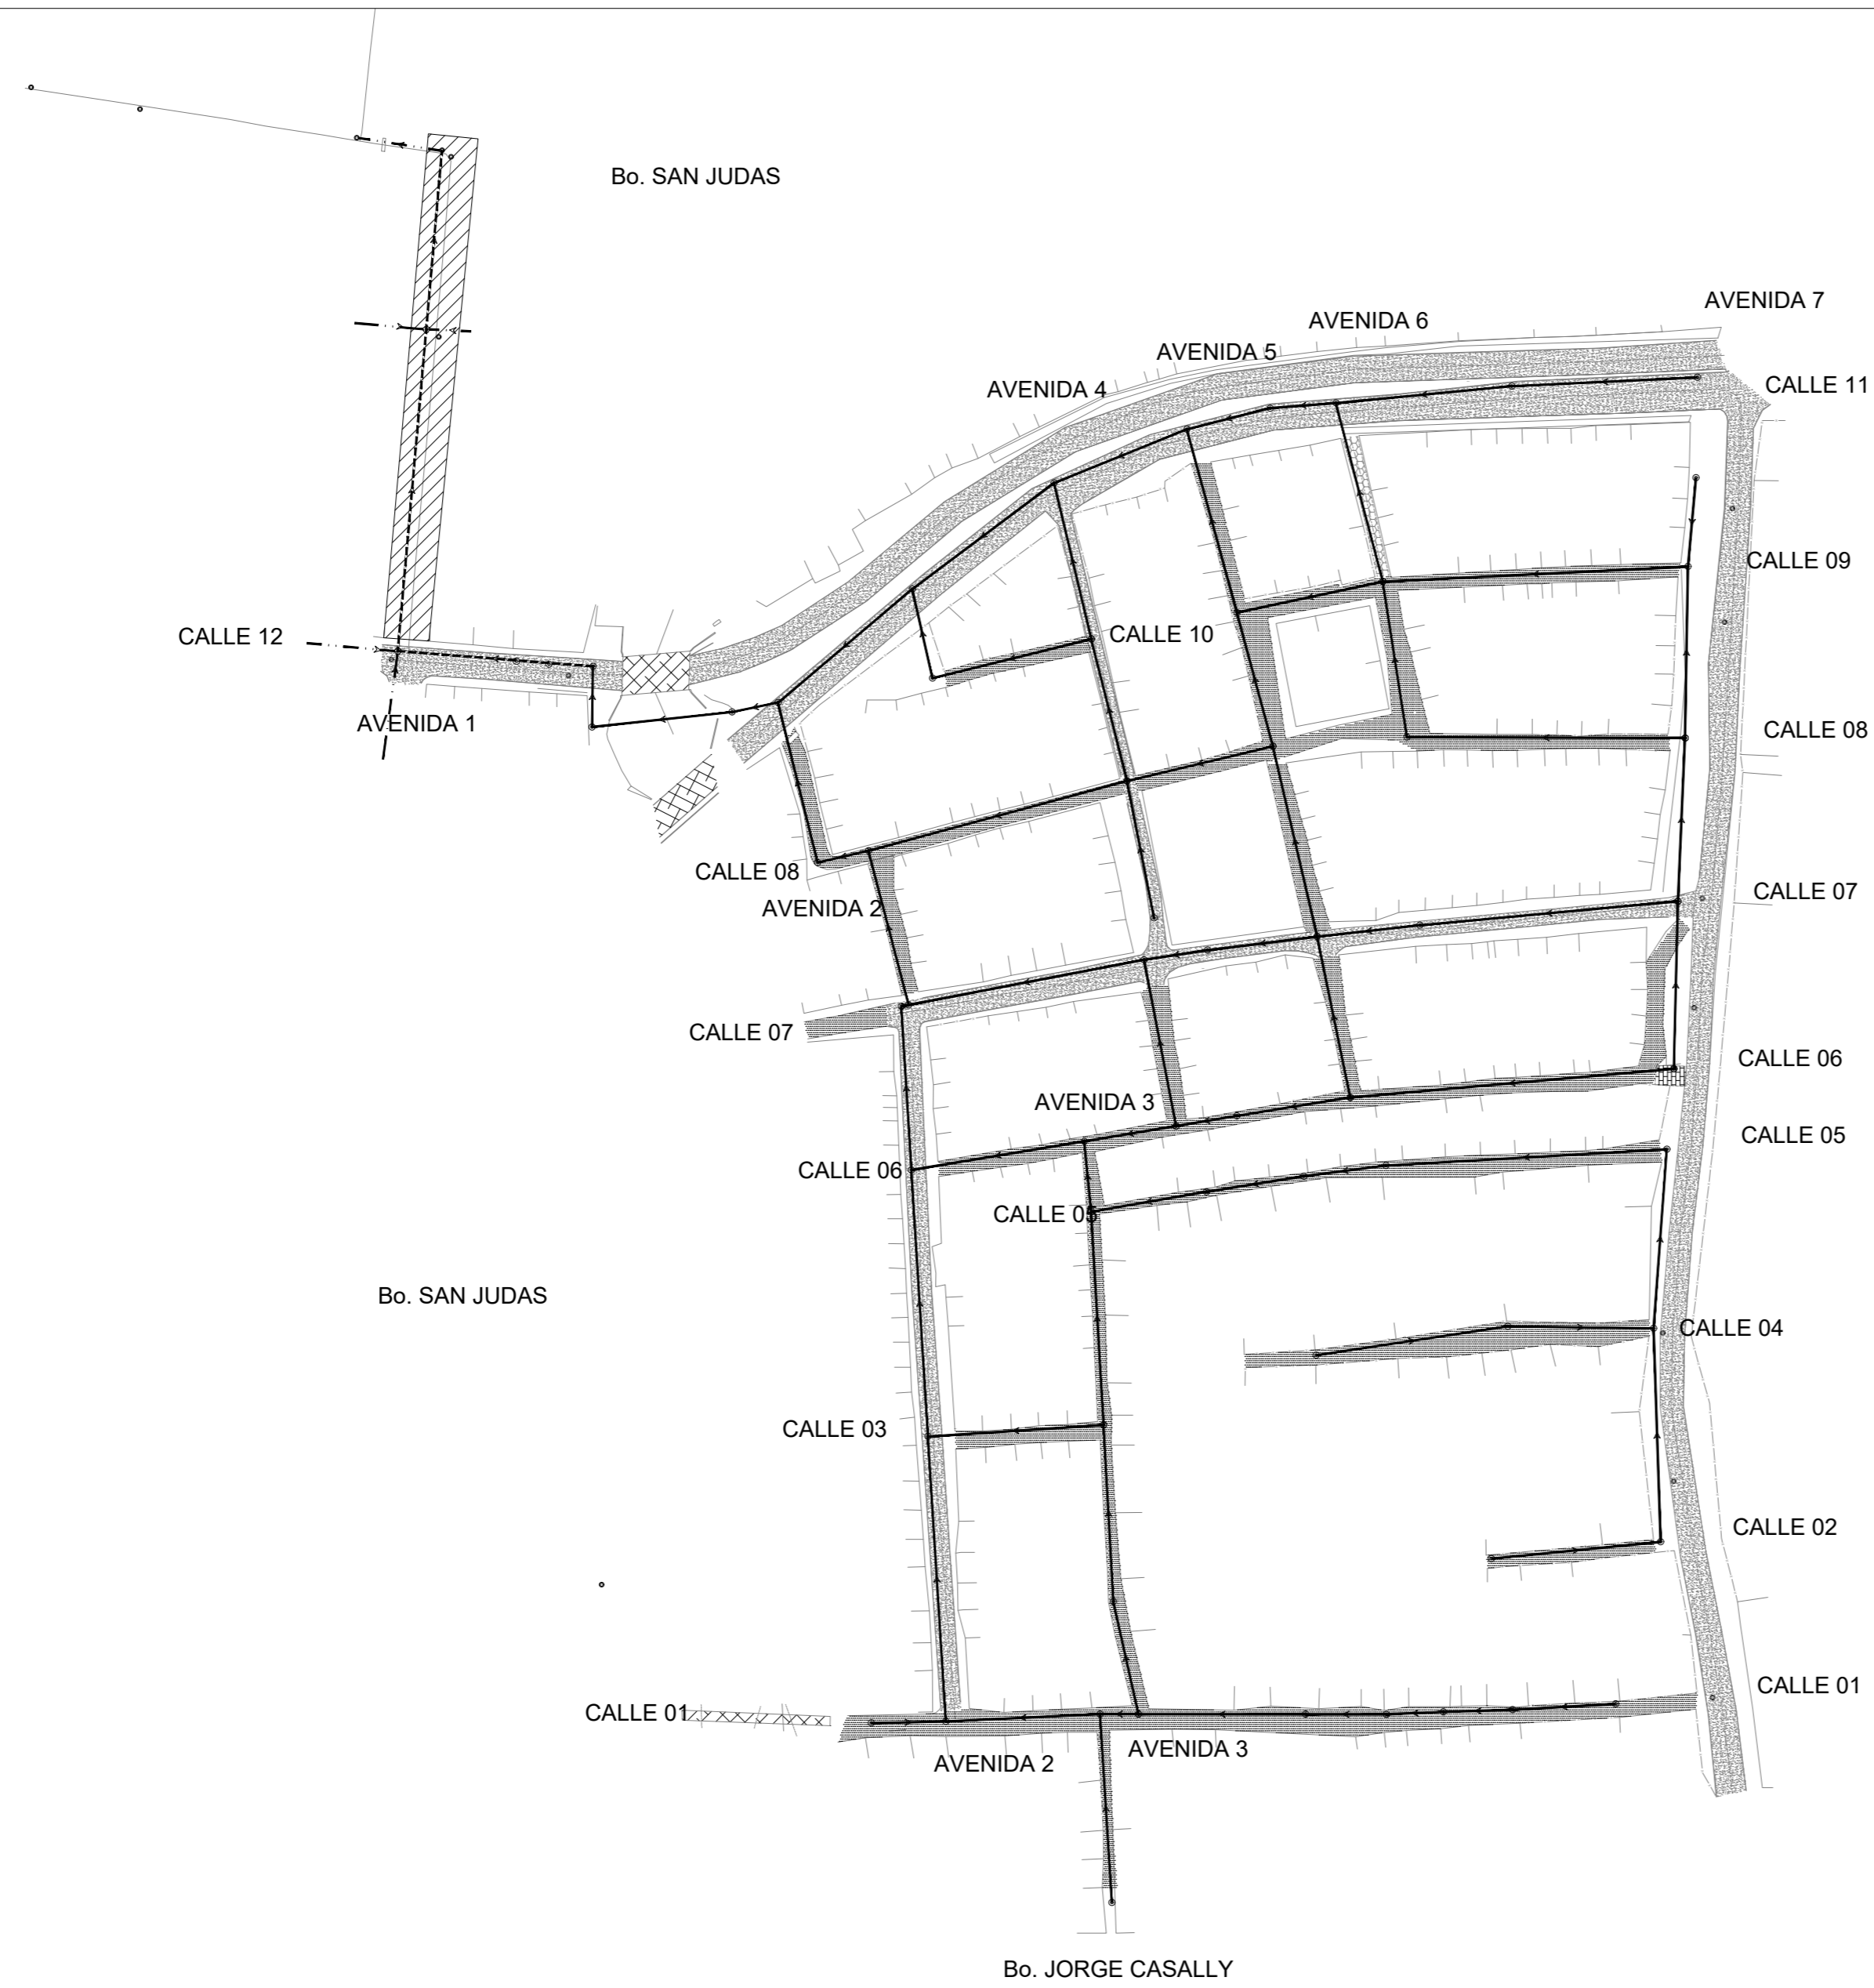 Bo. SAN JUDAS
AVENIDA 7
AVENIDA 6
AVENIDA 5
AVENIDA 4
CALLE 11
CALLE 09
CALLE 12
CALLE 10
AVENIDA 1
CALLE 08
CALLE 08
CALLE 07
AVENIDA 2
CALLE 07
CALLE 06
AVENIDA 3
CALLE 05
CALLE 06
CALLE 05
Bo. SAN JUDAS
CALLE 04
CALLE 03
CALLE 02
CALLE 01
CALLE 01
AVENIDA 3
AVENIDA 2
Bo. JORGE CASALLY